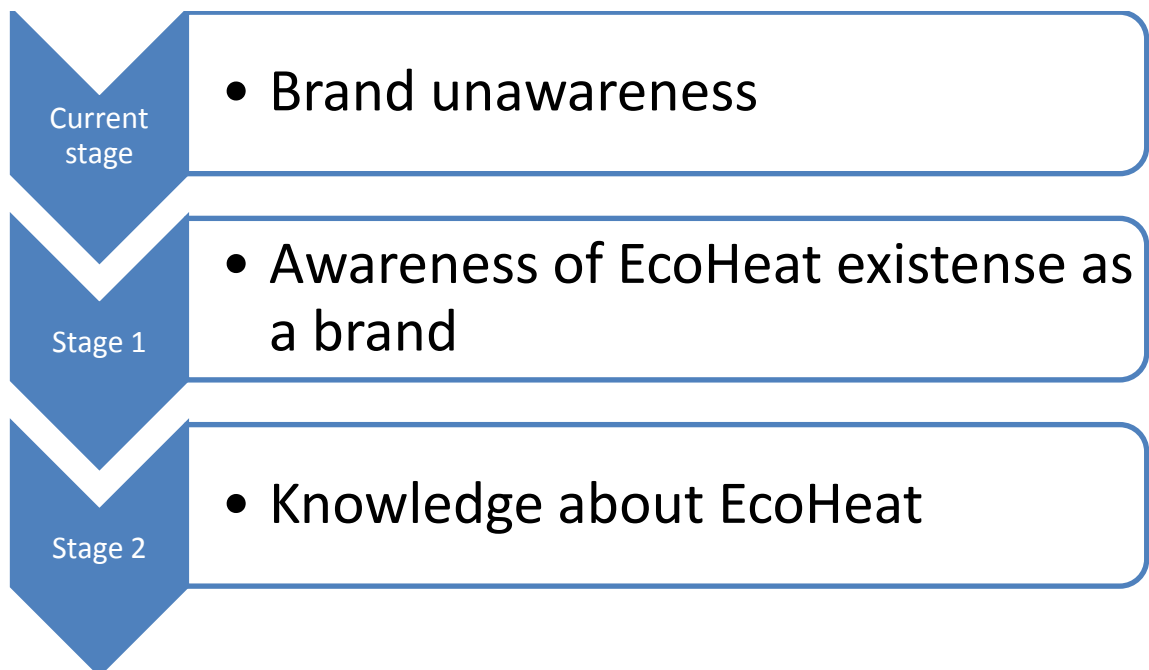 Current
stage
• Brand unawareness
Stage 1
• Awareness of EcoHeat existense as
a brand
Stage 2
• Knowledge about EcoHeat